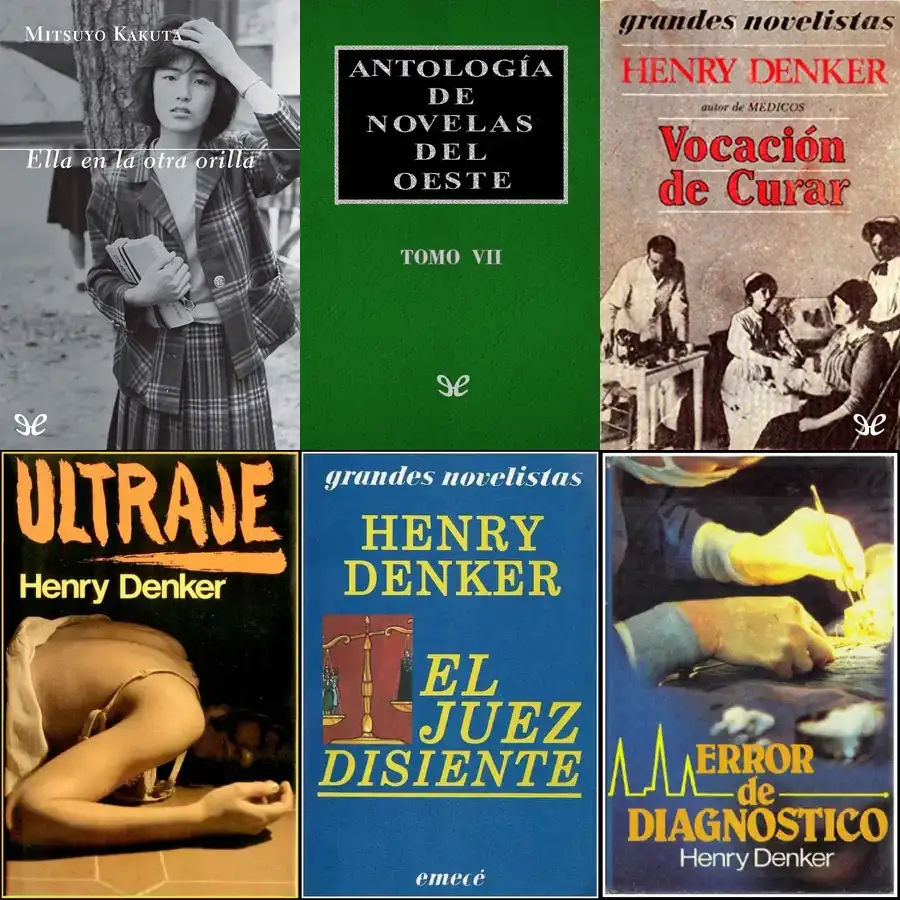 MITSUYO KAKUTA
Ella en la otra orilla
ANTOLOGÍA
DE
NOVELAS
DEL
OESTE
TOMO VII
grandes novelistas
HENRY DENKER
autor de MEDICOS
Vocación
de Curar
ULTRAJE
Henry Denker
grandes novelistas
HENRY
DENKER
EL
JUEZ
DISIENTE
emecé
ERROR
de
DIAGNOSTICO
Henry Denker